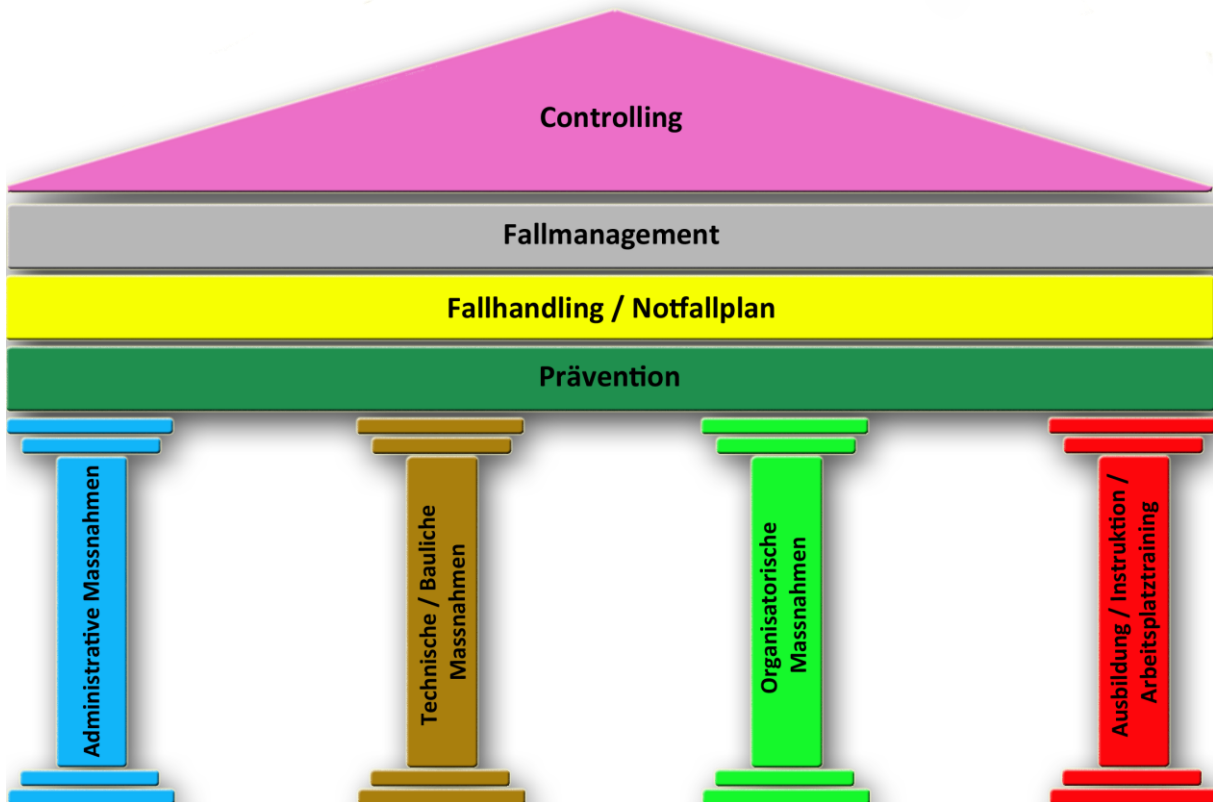 Controlling
Fallmanagement
Fallhandling / Notfallplan
Prävention
Administrative Massnahmen
Technische / Bauliche
Massnahmen
Organisatorische
Massnahmen
Ausbildung / Instruktion /
Arbeitsplatztraining